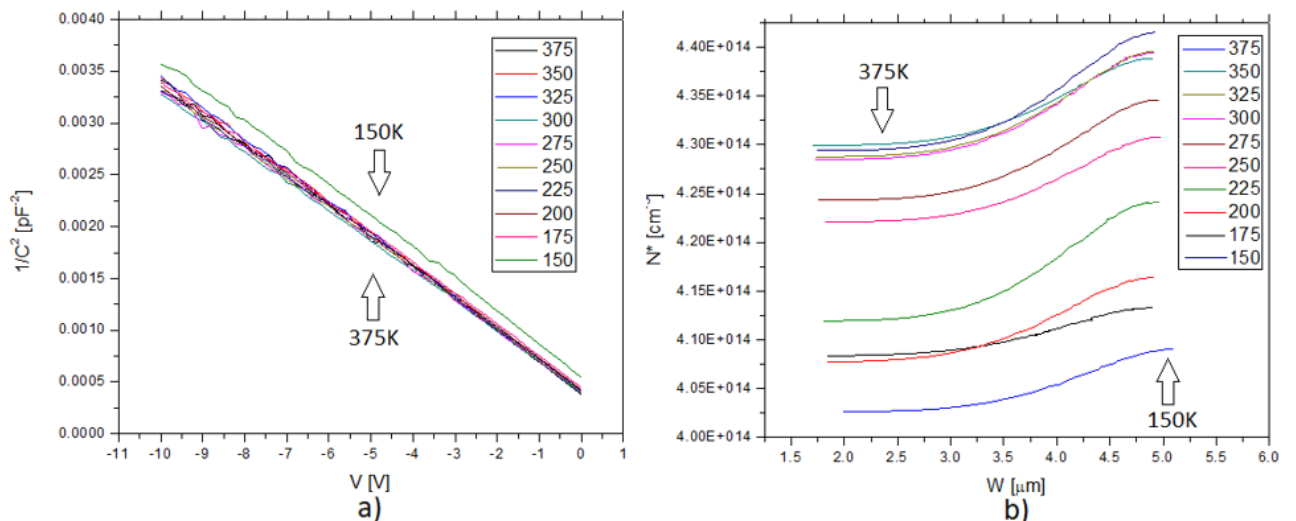 0.0040
0.0035
0.0030
0.0025
0.0020
0.0015
0.0010
0.0005
0.0000
1/C² [pF⁻²]
-11 -10 -9 -8 -7 -6 -5 -4 -3 -2 -1 0 1
V [V]
a)
150K
375K
375
350
325
300
275
250
225
200
175
150
4.40E+014
4.35E+014
4.30E+014
4.25E+014
4.20E+014
4.15E+014
4.10E+014
4.05E+014
4.00E+014
N* [cm⁻³]
1.5 2.0 2.5 3.0 3.5 4.0 4.5 5.0 5.5 6.0
W [μm]
b)
375K
150K
375
350
325
300
275
250
225
200
175
150